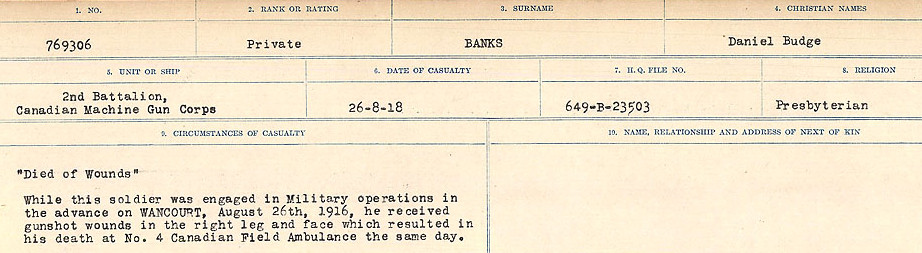 1. NO. 2. RANK OR RATING 3. SURNAME 4. CHRISTIAN NAMES
769306 Private BANKS Daniel Budge
5. UNIT OR SHIP 6. DATE OF CASUALTY 7. H. Q. FILE NO. 8. RELIGION
2nd Battalion,
Canadian Machine Gun Corps 26-8-18 649-B-23503 Presbyterian
9. CIRCUMSTANCES OF CASUALTY 10. NAME, RELATIONSHIP AND ADDRESS OF NEXT OF KIN
"Died of Wounds"
While this soldier was engaged in Military operations in
the advance on WANCOURT, August 26th, 1916, he received
gunshot wounds in the right leg and face which resulted in
his death at No. 4 Canadian Field Ambulance the same day.